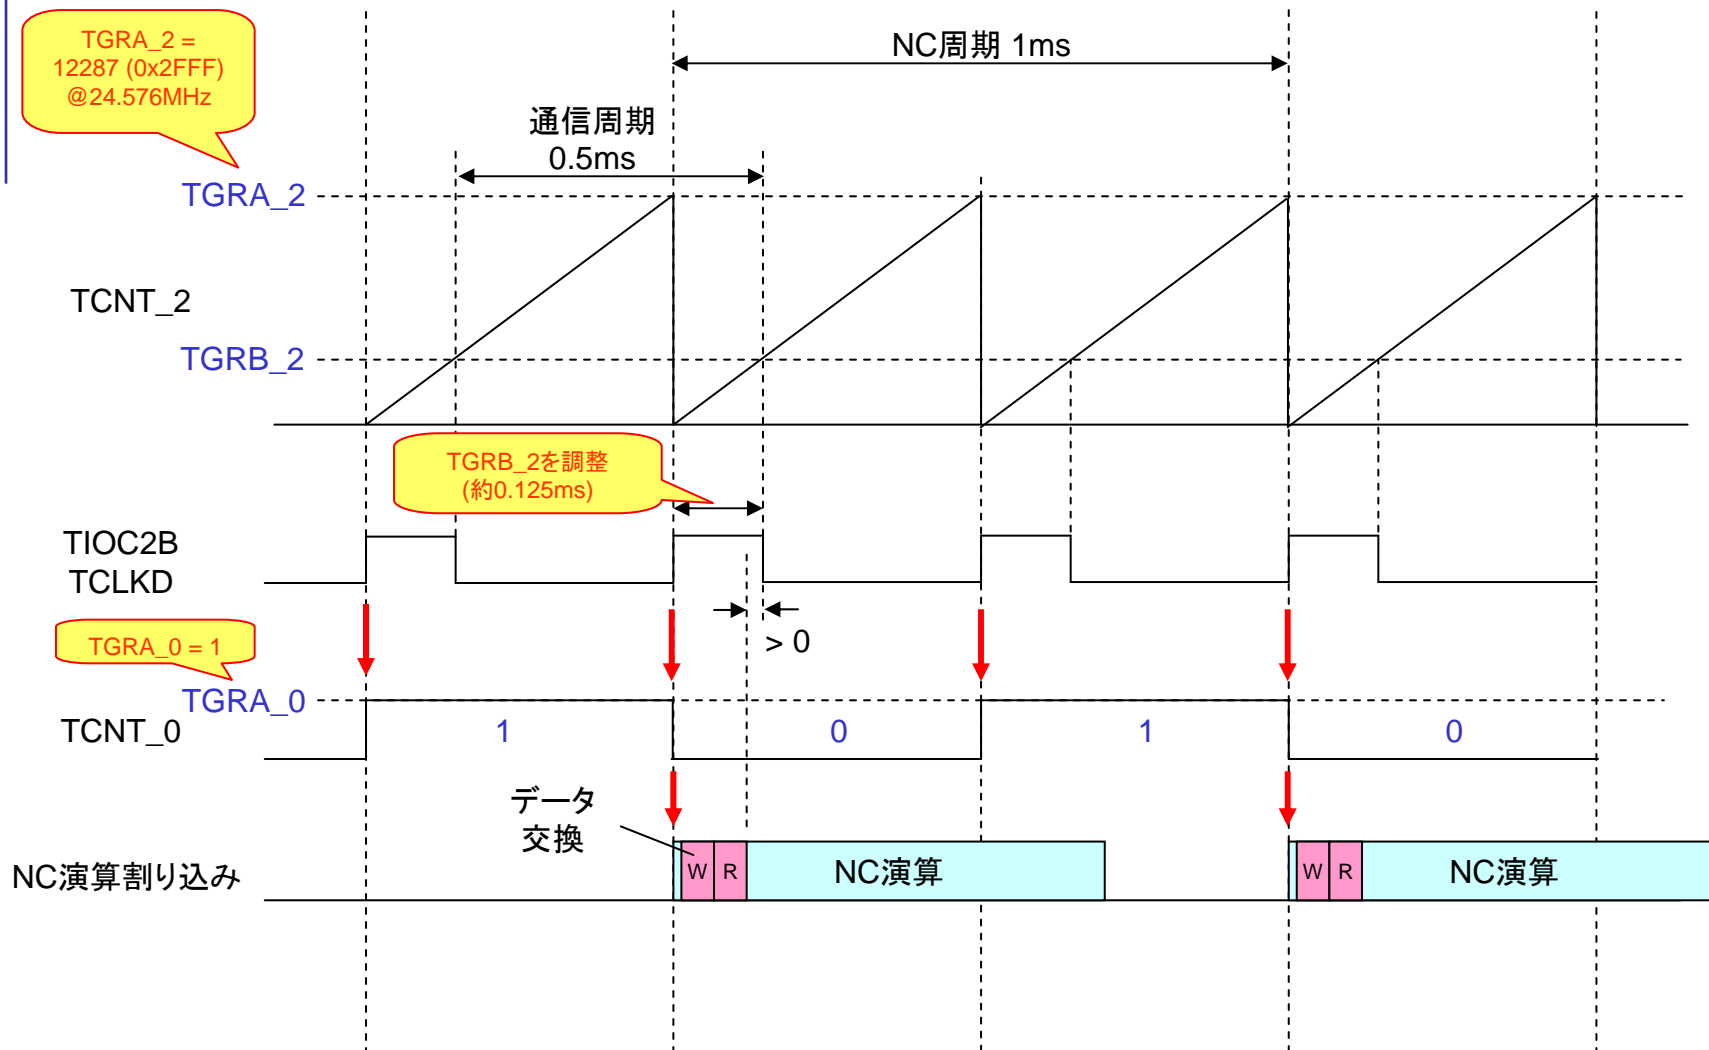 TGRA_2 =
12287 (0x2FFF)
@24.576MHz
NC周期 1ms
通信周期
0.5ms
TGRA_2
TCNT_2
TGRB_2
TGRB_2を調整
(約0.125ms)
TIOC2B
TCLKD
> 0
TGRA_0 = 1
TGRA_0
TCNT_0
1 0 1 0
データ
交換
NC演算割り込み
W R NC演算 W R NC演算